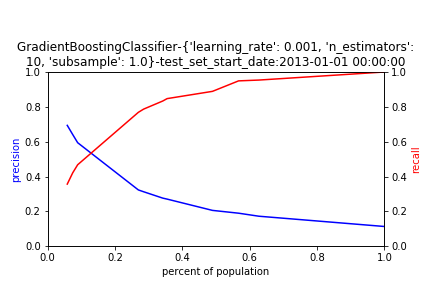 GradientBoostingClassifier-{'learning_rate': 0.001, 'n_estimators':
10, 'subsample': 1.0}-test_set_start_date:2013-01-01 00:00:00
1.0 1.0
0.8 0.8
0.6 0.6
precision recall
0.4 0.4
0.2 0.2
0.0 0.0
0.0 0.2 0.4 0.6 0.8 1.0
percent of population